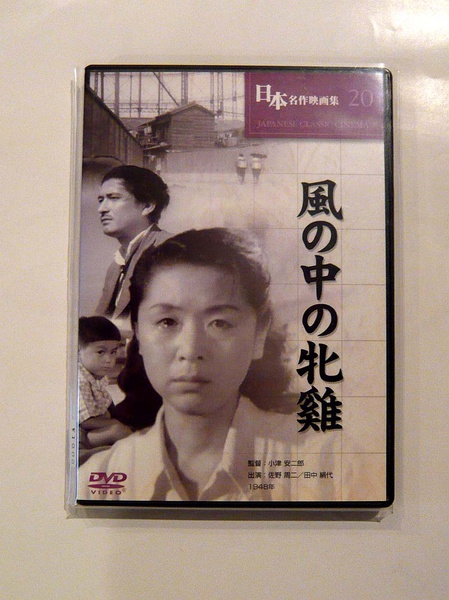 日本名作映画集 20
JAPANESE CLASSIC CINEMA
風の中の牝雞
監督：小津 安二郎
出演：佐野 周二／田中 絹代
1948年
DVD
VIDEO